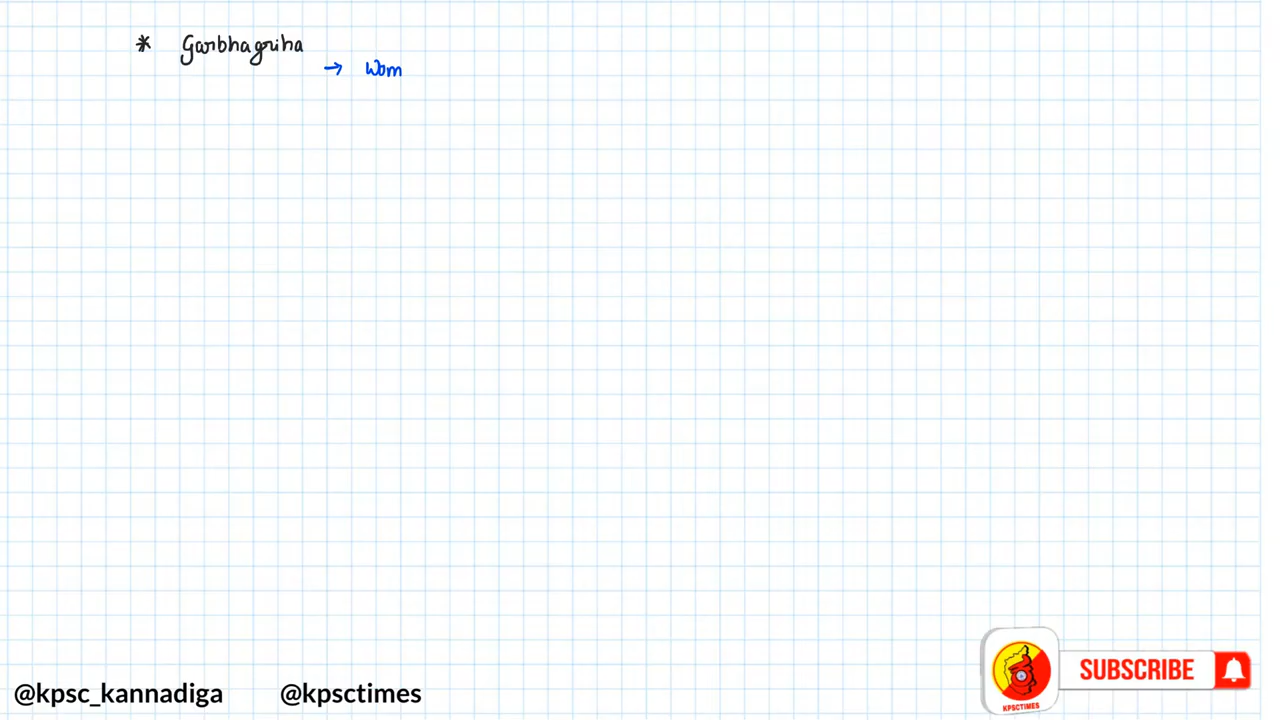 * Garbhagriha
→ Wom
@kpsc_kannadiga @kpsctimes
KPSCTIMES
SUBSCRIBE